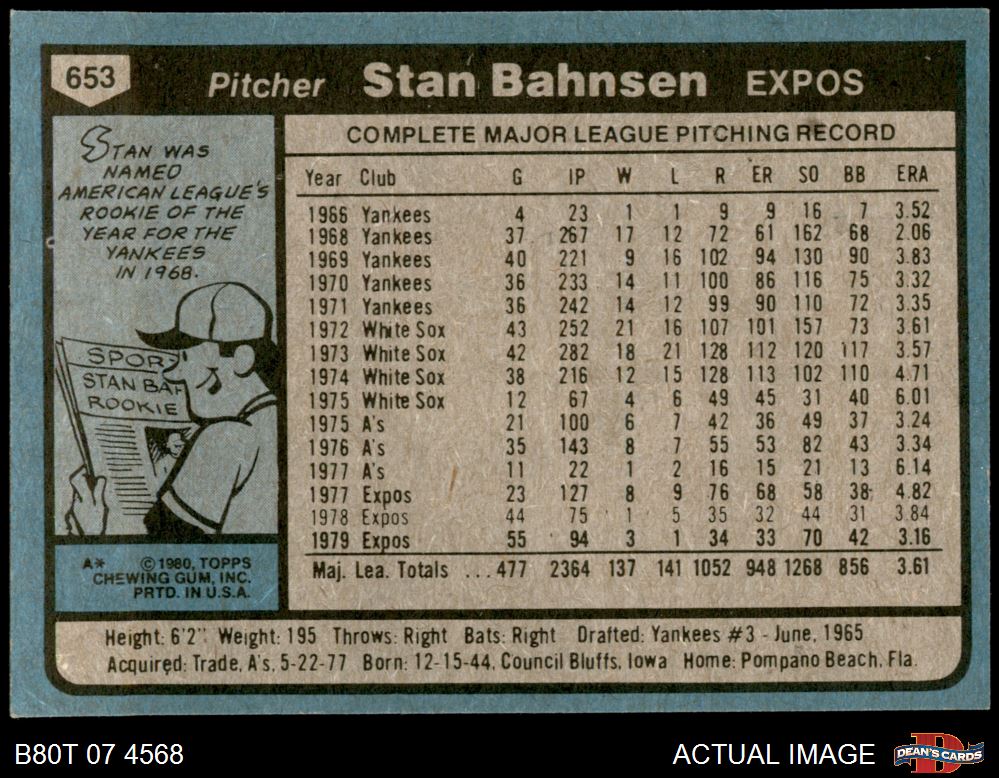 653 Pitcher Stan Bahnsen EXPOS
STAN WAS
NAMED
AMERICAN LEAGUE'S
ROOKIE OF THE
YEAR FOR THE
YANKEES
IN 1968.
SPOR
STAN BAH
ROOKIE
A* ©1980, TOPPS
CHEWING GUM, INC.
PRTD. IN U.S.A.
COMPLETE MAJOR LEAGUE PITCHING RECORD
Year Club G IP W L R ER SO BB ERA
1966 Yankees 4 23 1 1 9 9 16 7 3.52
1968 Yankees 37 267 17 12 72 61 162 68 2.06
1969 Yankees 40 221 9 16 102 94 130 90 3.83
1970 Yankees 36 233 14 11 100 86 116 75 3.32
1971 Yankees 36 242 14 12 99 90 110 72 3.35
1972 White Sox 43 252 21 16 107 101 157 73 3.61
1973 White Sox 42 282 18 21 128 112 120 117 3.57
1974 White Sox 38 216 12 15 128 113 102 110 4.71
1975 White Sox 12 67 4 6 49 45 31 40 6.01
1975 A's 21 100 6 7 42 36 49 37 3.24
1976 A's 35 143 8 7 55 53 82 43 3.34
1977 A's 11 22 1 2 16 15 21 13 6.14
1977 Expos 23 127 8 9 76 68 58 38 4.82
1978 Expos 44 75 1 5 35 32 44 31 3.84
1979 Expos 55 94 3 1 34 33 70 42 3.16
Maj. Lea. Totals ...477 2364 137 141 1052 948 1268 856 3.61
Height: 6'2" Weight: 195 Throws: Right Bats: Right Drafted: Yankees #3 - June, 1965
Acquired: Trade, A's, 5-22-77 Born: 12-15-44, Council Bluffs, Iowa Home: Pompano Beach, Fla.
B80T 07 4568 ACTUAL IMAGE DEAN'S CARDS